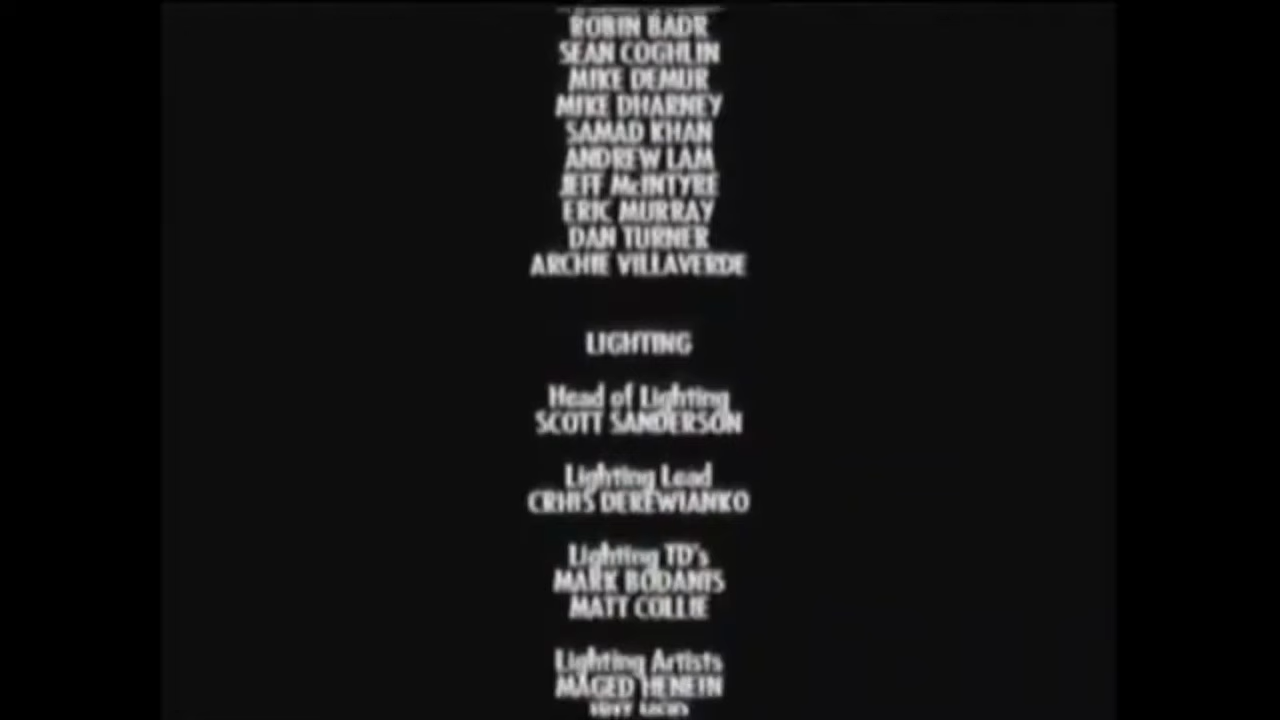 ROBIN BADR
SEAN COGHLIN
MIKE DEMUR
MIKE DHARNEY
SAMAD KHAN
ANDREW LAM
JEFF McINTYRE
ERIC MURRAY
DAN TURNER
ARCHIE VILLAVERDE
LIGHTING
Head of Lighting
SCOTT SANDERSON
Lighting Lead
CRHIS DEREWIANKO
Lighting TD's
MARK BODANIS
MATT COLLIE
Lighting Artists
MAGED HENEIN